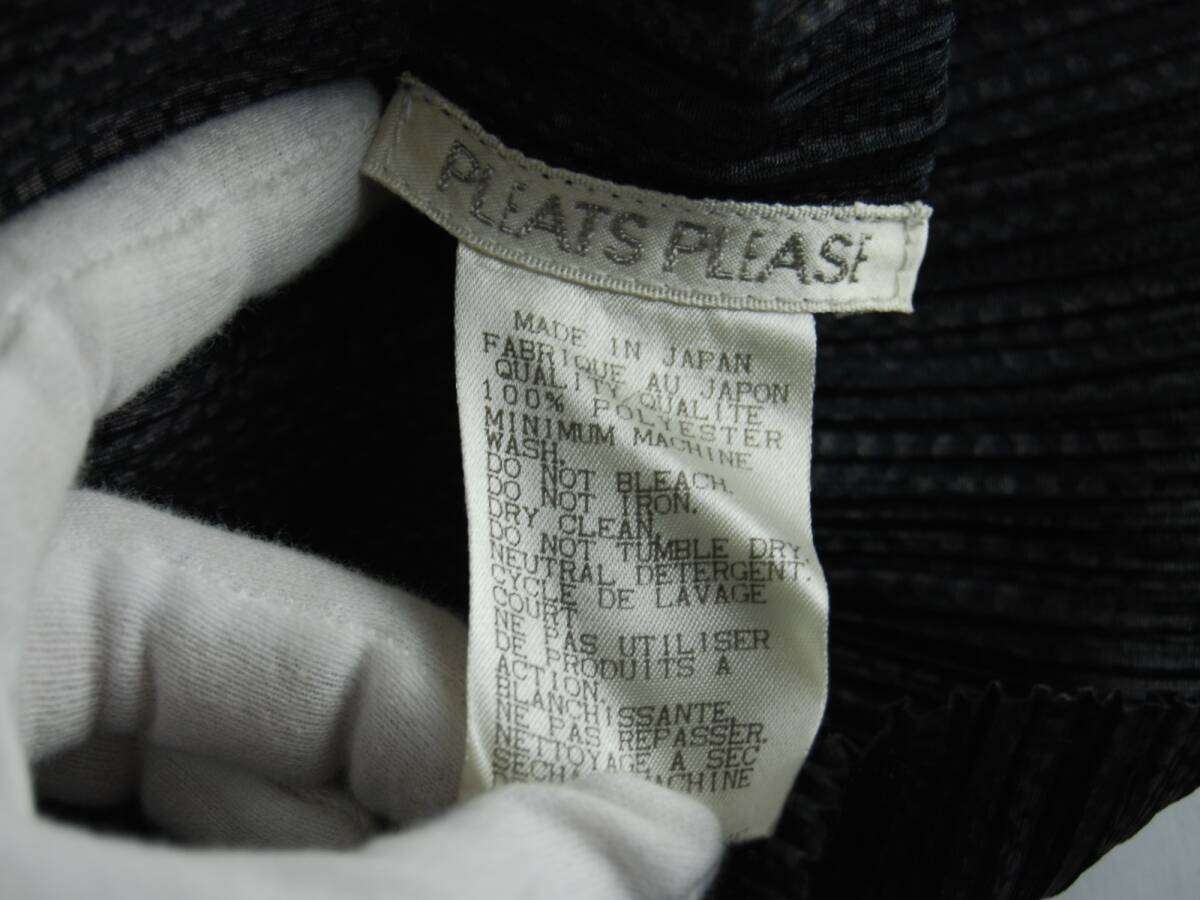 PLEATS PLEASE
MADE IN JAPAN
FABRIQUE AU JAPON
QUALITY/QUALITE
100% POLYESTER
MINIMUM MACHINE
WASH.
DO NOT BLEACH.
DO NOT IRON.
DRY CLEAN.
DO NOT TUMBLE DRY.
NEUTRAL DETERGENT.
CYCLE DE LAVAGE
COURT
NE PAS UTILISER
DE PRODUITS A
ACTION.
BLANCHISSANTE.
NE PAS REPASSER.
NETTOYAGE A SEC